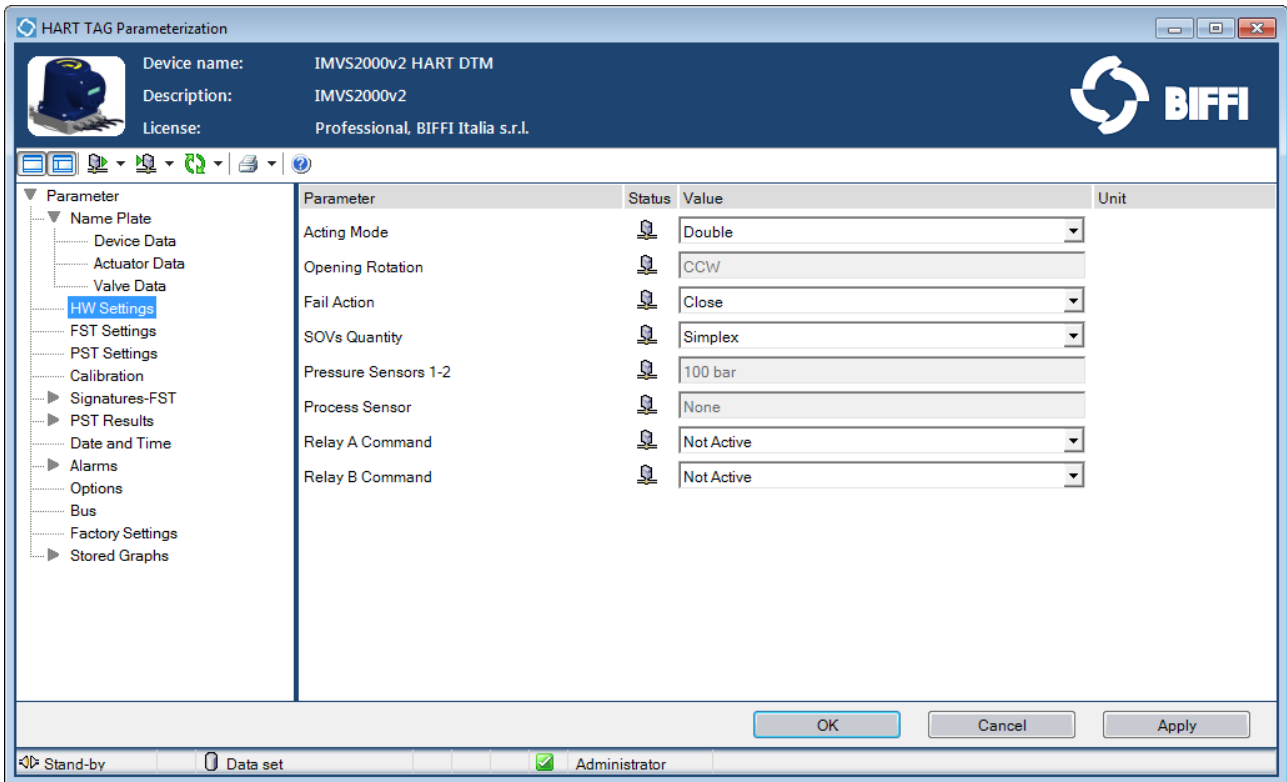 HART TAG Parameterization
Device name: IMVS2000v2 HART DTM
Description: IMVS2000v2
License: Professional, BIFFI Italia s.r.l.
BIFFI
Parameter
Name Plate
Device Data
Actuator Data
Valve Data
HW Settings
FST Settings
PST Settings
Calibration
Signatures-FST
PST Results
Date and Time
Alarms
Options
Bus
Factory Settings
Stored Graphs
Parameter Status Value Unit
Acting Mode Double
Opening Rotation CCW
Fail Action Close
SOVs Quantity Simplex
Pressure Sensors 1-2 100 bar
Process Sensor None
Relay A Command Not Active
Relay B Command Not Active
OK Cancel Apply
Stand-by Data set Administrator